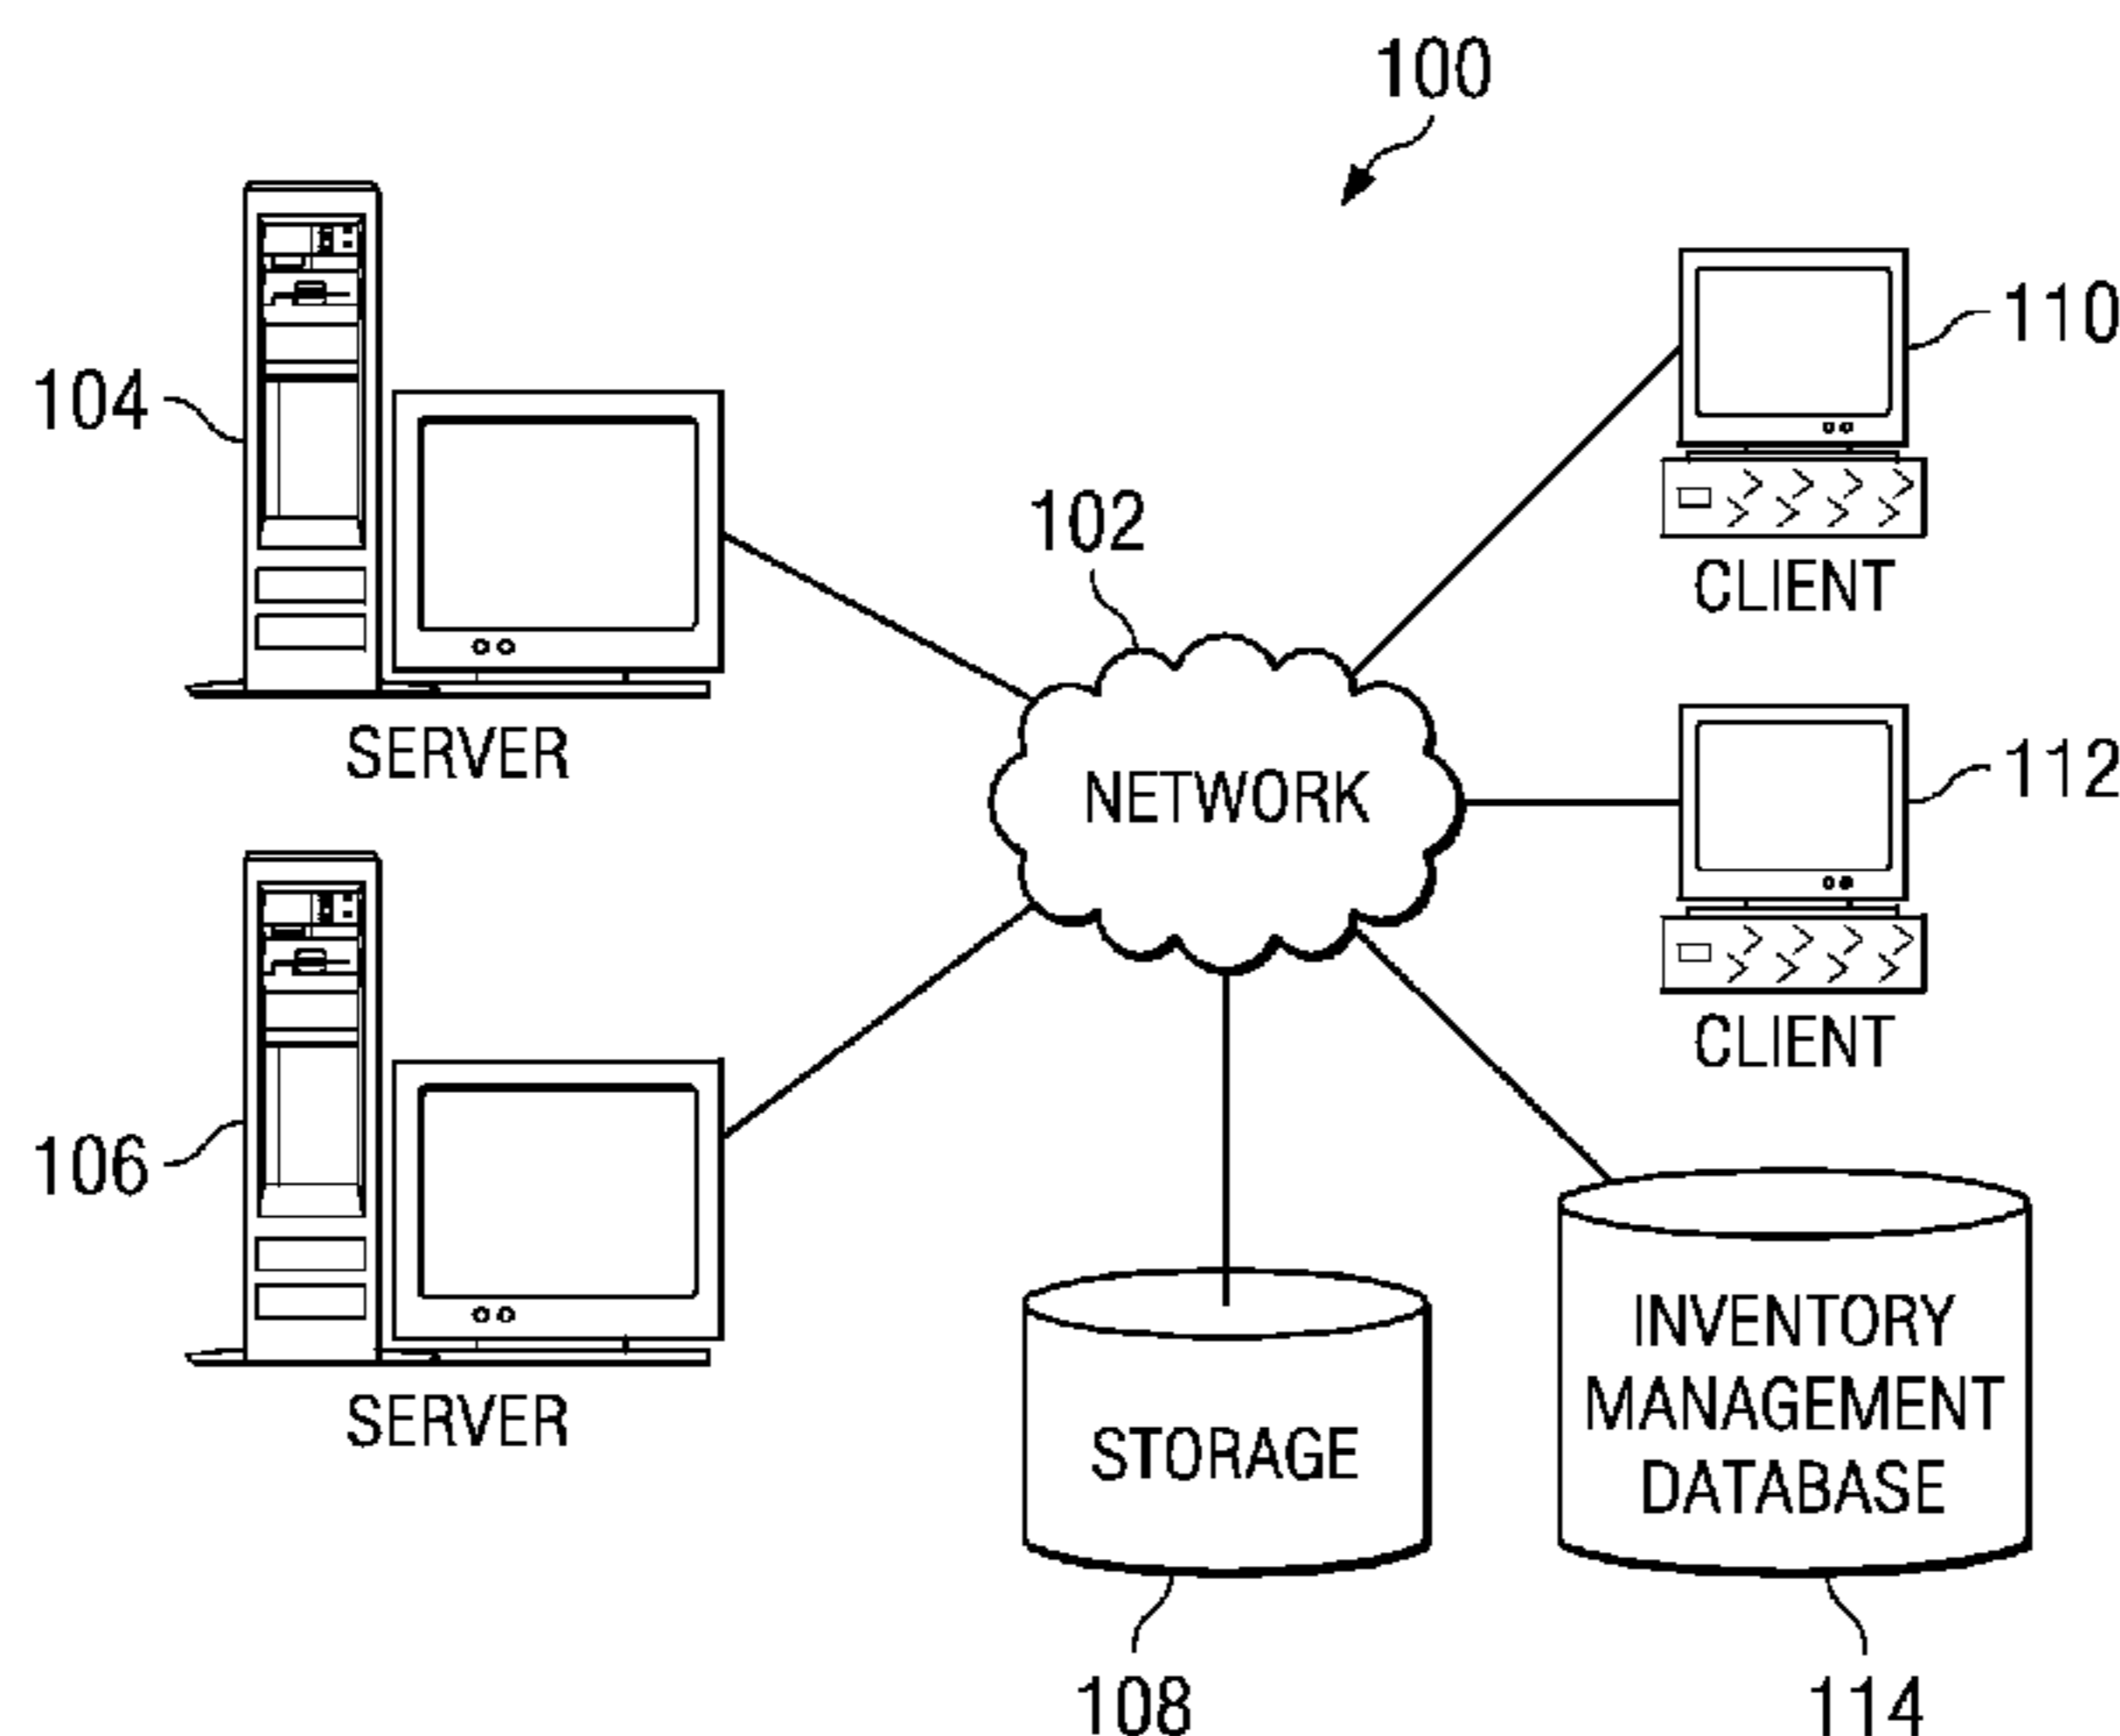 100
110
104
102
CLIENT
SERVER
NETWORK
112
CLIENT
106
SERVER
STORAGE
INVENTORY
MANAGEMENT
DATABASE
108
114